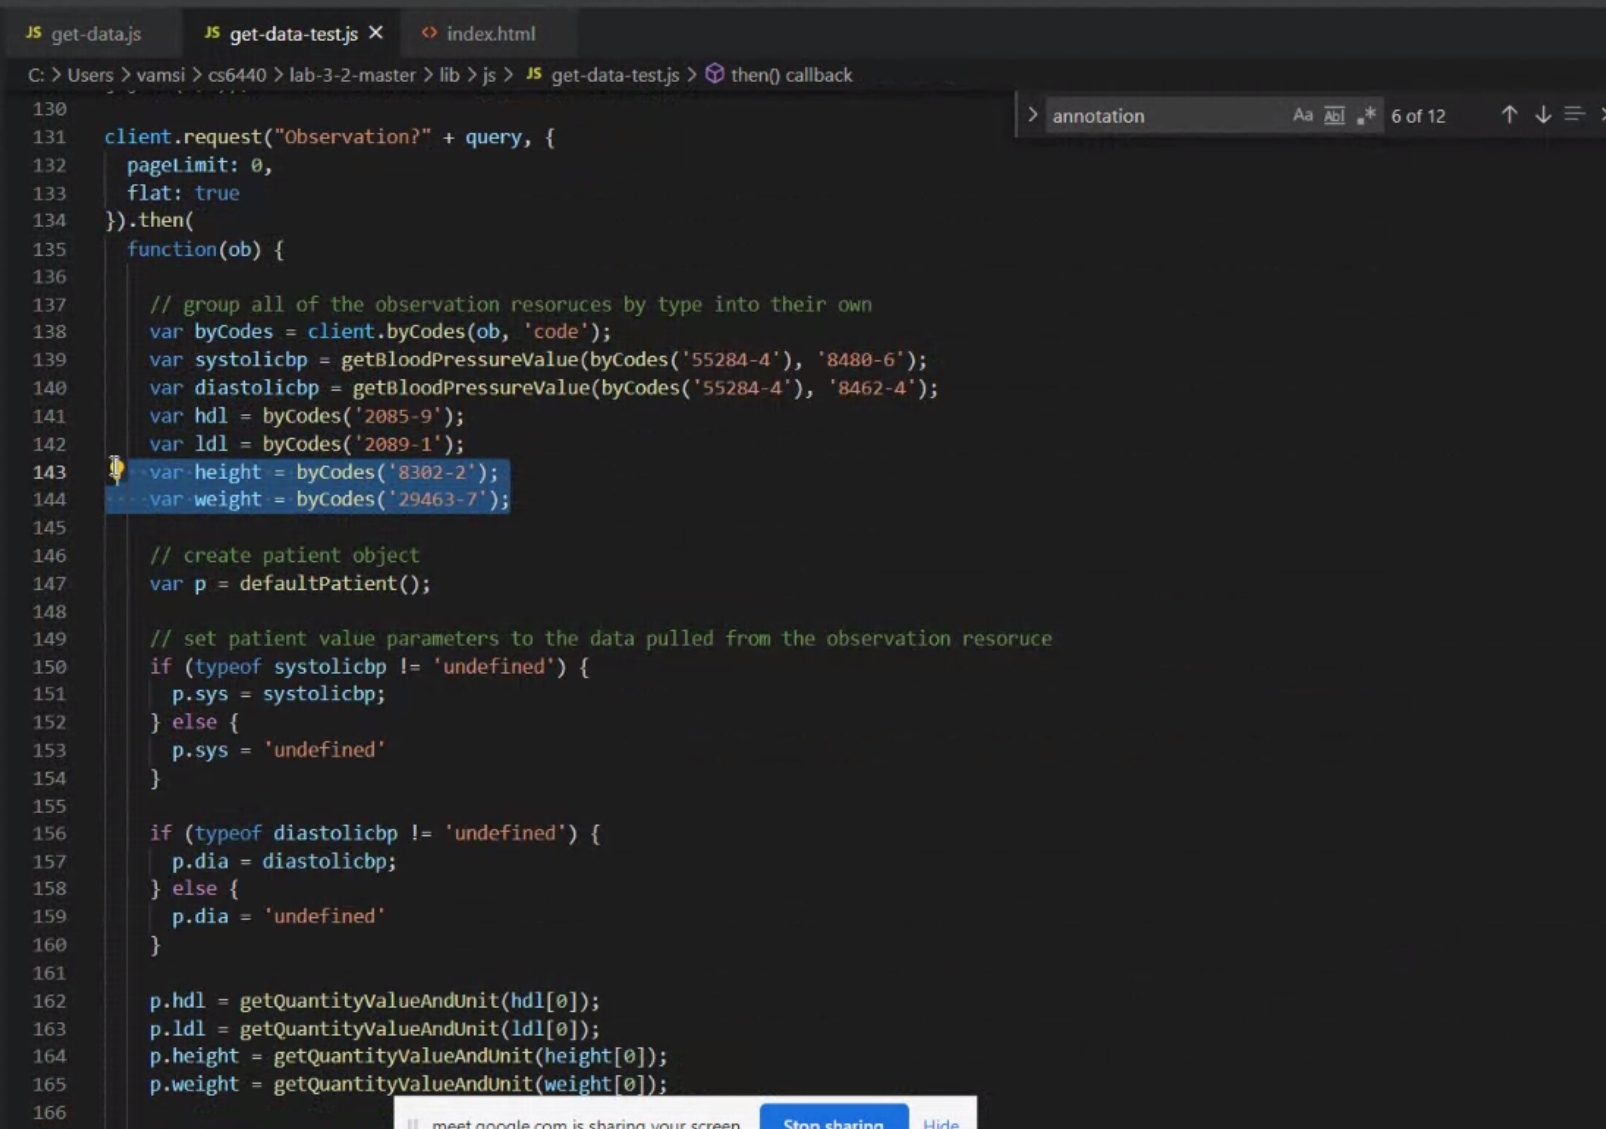 JS get-data.js JS get-data-test.js × <> index.html
C: > Users > vamsi > cs6440 > lab-3-2-master > lib > js > JS get-data-test.js > then() callback
annotation Aa Abl .* 6 of 12
130
131 client.request("Observation?" + query, {
132 pageLimit: 0,
133 flat: true
134 }).then(
135 function(ob) {
136
137 // group all of the observation resoruces by type into their own
138 var byCodes = client.byCodes(ob, 'code');
139 var systolicbp = getBloodPressureValue(byCodes('55284-4'), '8480-6');
140 var diastolicbp = getBloodPressureValue(byCodes('55284-4'), '8462-4');
141 var hdl = byCodes('2085-9');
142 var ldl = byCodes('2089-1');
143 var height = byCodes('8302-2');
144 var weight = byCodes('29463-7');
145
146 // create patient object
147 var p = defaultPatient();
148
149 // set patient value parameters to the data pulled from the observation resoruce
150 if (typeof systolicbp != 'undefined') {
151 p.sys = systolicbp;
152 } else {
153 p.sys = 'undefined'
154 }
155
156 if (typeof diastolicbp != 'undefined') {
157 p.dia = diastolicbp;
158 } else {
159 p.dia = 'undefined'
160 }
161
162 p.hdl = getQuantityValueAndUnit(hdl[0]);
163 p.ldl = getQuantityValueAndUnit(ldl[0]);
164 p.height = getQuantityValueAndUnit(height[0]);
165 p.weight = getQuantityValueAndUnit(weight[0]);
166
meet.google.com is sharing your screen. Stop sharing Hide